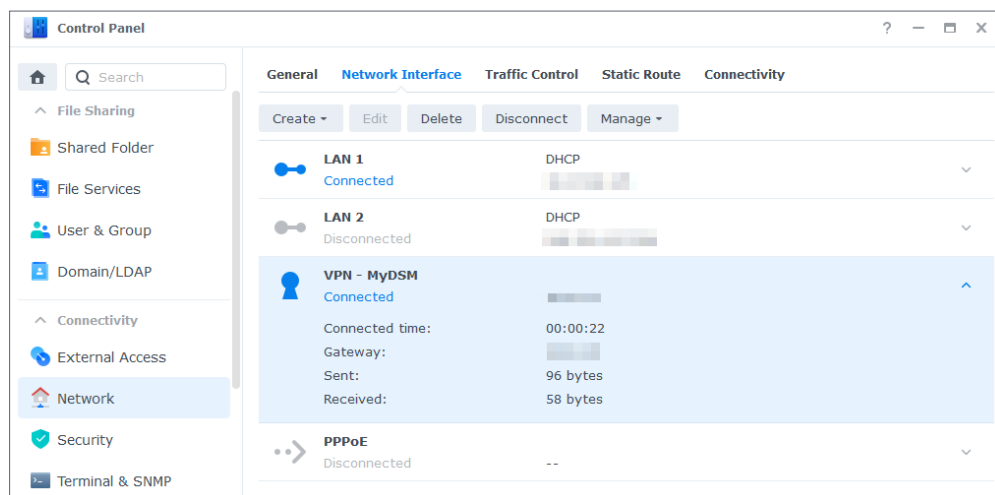 Control Panel
?
Search
File Sharing
Shared Folder
File Services
User & Group
Domain/LDAP
Connectivity
External Access
Network
Security
Terminal & SNMP
General Network Interface Traffic Control Static Route Connectivity
Create Edit Delete Disconnect Manage
LAN 1 DHCP
Connected
LAN 2 DHCP
Disconnected
VPN - MyDSM
Connected
Connected time: 00:00:22
Gateway:
Sent: 96 bytes
Received: 58 bytes
PPPoE
Disconnected --